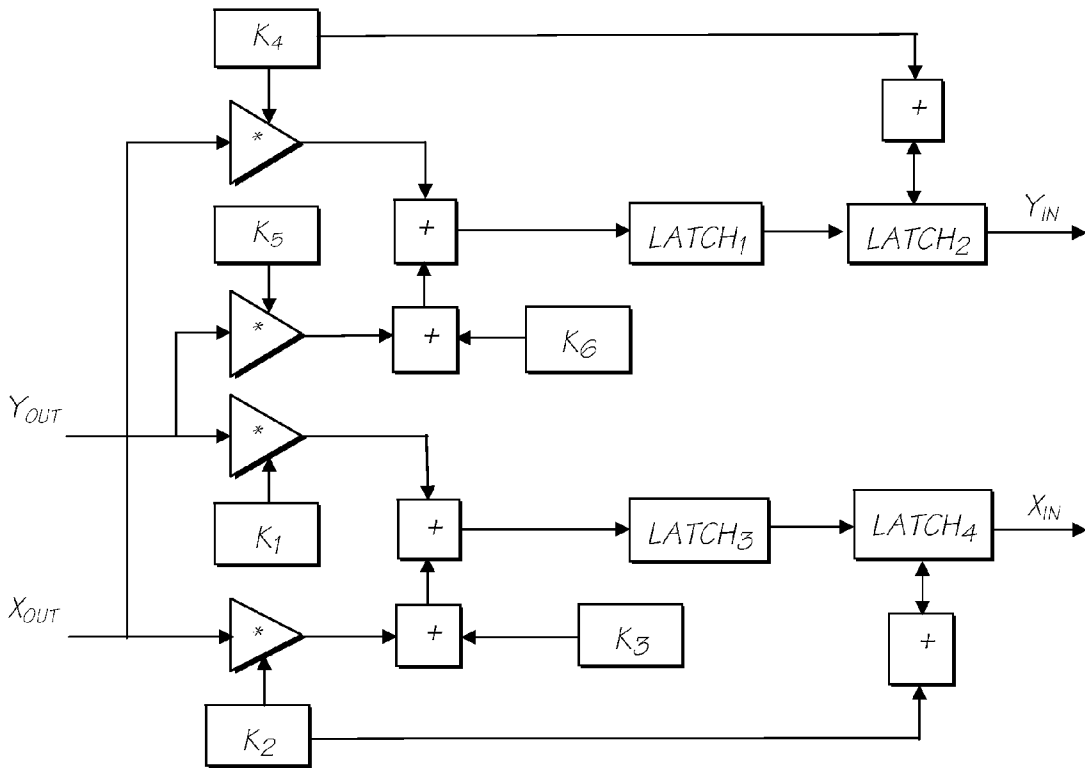 K4
*
+
K5
+
LATCH1
LATCH2
YIN
*
+
K6
YOUT
*
K1
+
LATCH3
LATCH4
XIN
XOUT
*
+
K3
+
K2